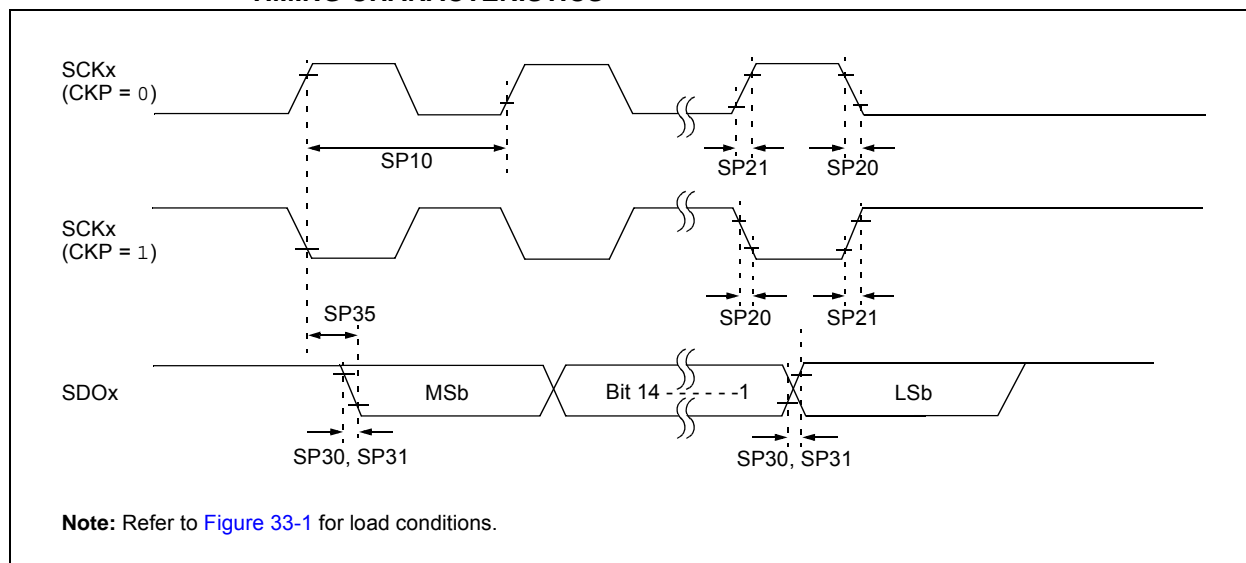 SCKx
(CKP = 0)
SP10
SP21
SP20
SCKx
(CKP = 1)
SP35
SP20
SP21
SDOx
MSb
Bit 14 - - - - - -1
LSb
SP30, SP31
SP30, SP31
Note: Refer to Figure 33-1 for load conditions.